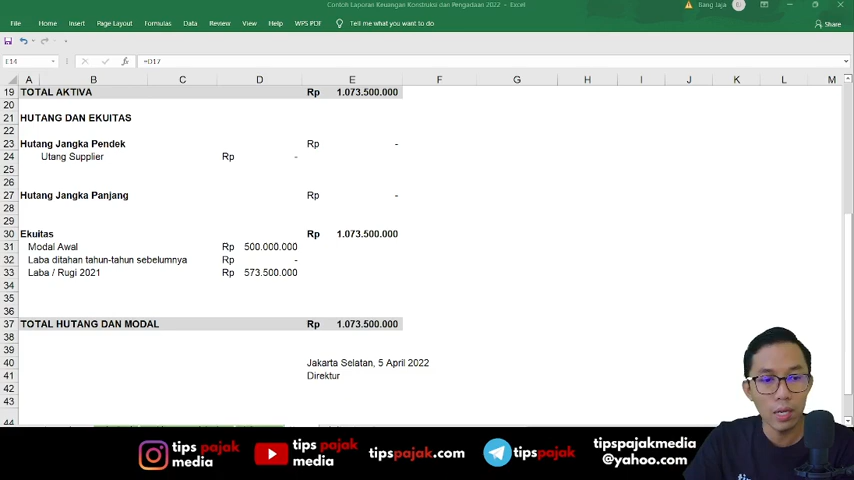 Contoh Laporan Keuangan Konstruksi dan Pengadaan 2022 - Excel
Bang Jaja
File Home Insert Page Layout Formulas Data Review View Help WPS PDF Tell me what you want to do Share
E14 fx =D17
A B C D E F G H I J K L M
19 TOTAL AKTIVA Rp 1.073.500.000
20
21 HUTANG DAN EKUITAS
22
23 Hutang Jangka Pendek Rp -
24 Utang Supplier Rp -
25
26
27 Hutang Jangka Panjang Rp -
28
29
30 Ekuitas Rp 1.073.500.000
31 Modal Awal Rp 500.000.000
32 Laba ditahan tahun-tahun sebelumnya Rp -
33 Laba / Rugi 2021 Rp 573.500.000
34
35
36
37 TOTAL HUTANG DAN MODAL Rp 1.073.500.000
38
39
40 Jakarta Selatan, 5 April 2022
41 Direktur
42
43
44
tips pajak media
tips pajak media
tipspajak.com
tipspajak
tipspajakmedia
@yahoo.com